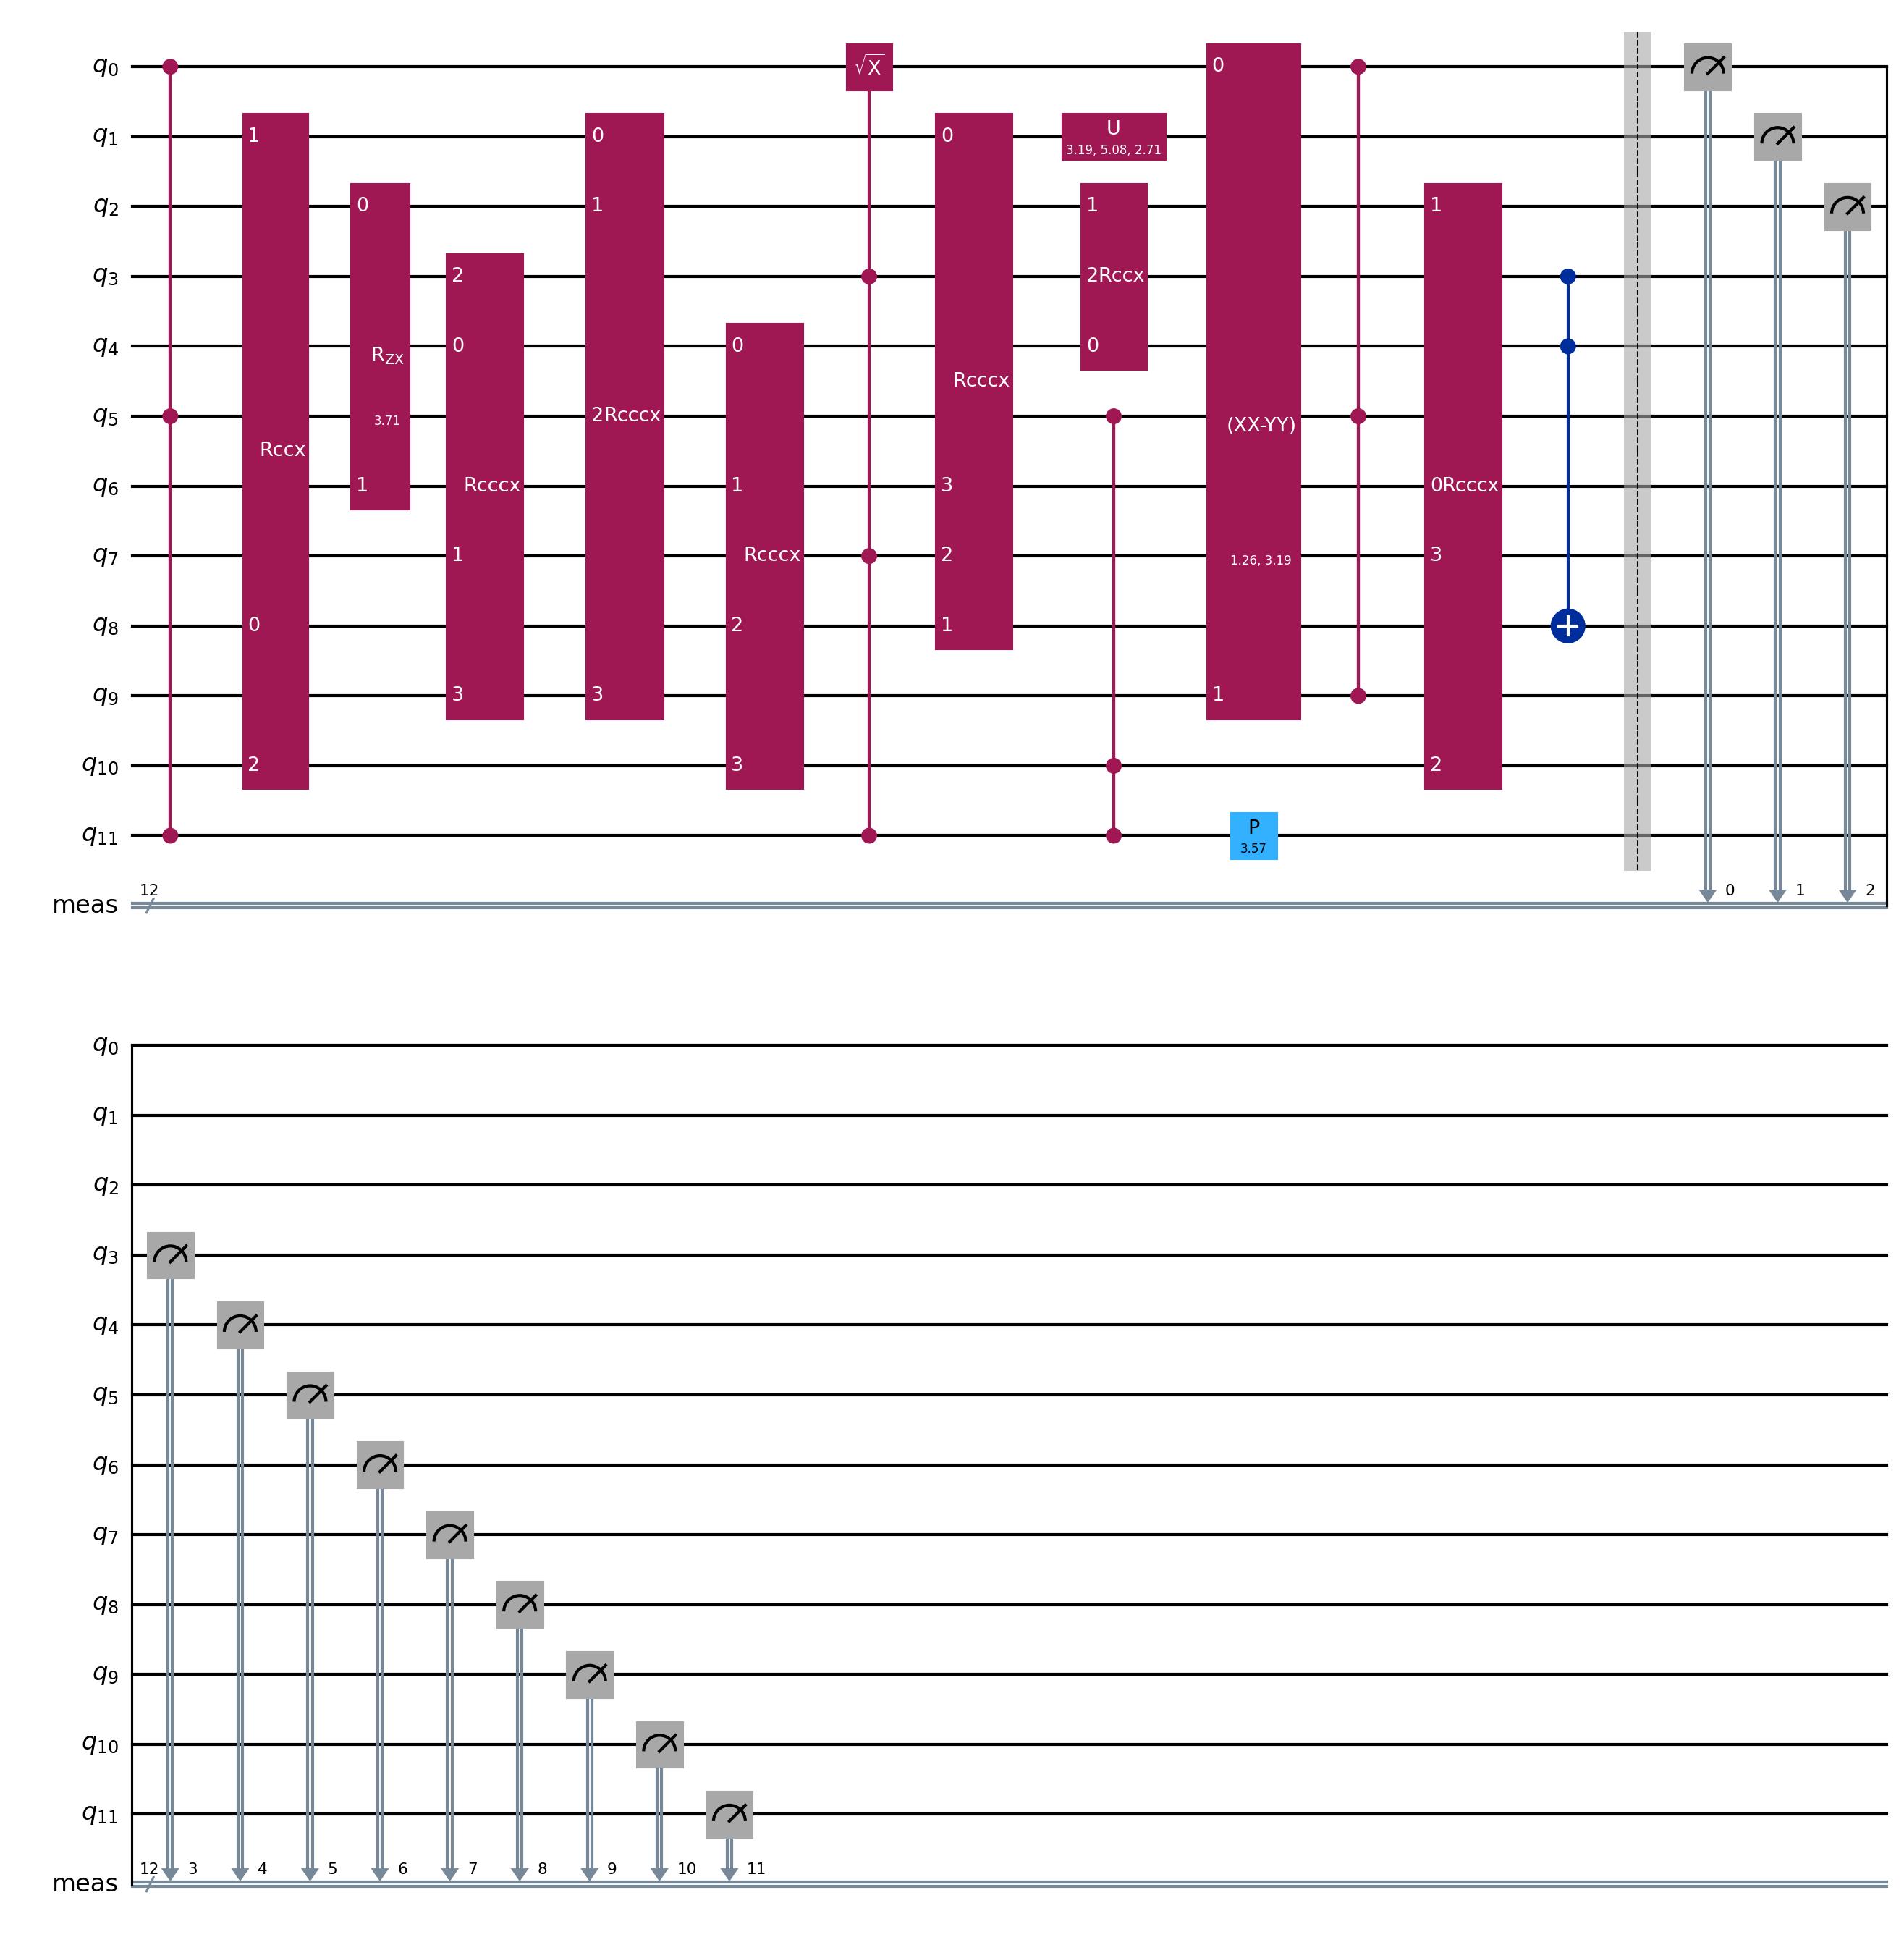 q0 √X 0
q1 1 0 0 U
3.19, 5.08, 2.71
q2 0 1 1 1
q3 2 2Rccx
q4 RZX 0 0 Rcccx 0
q5 3.71 2Rcccx (XX-YY)
Rccx
q6 1 Rcccx 1 3 0Rcccx
q7 1 Rcccx 2 1.26, 3.19 3
q8 0 2 1
q9 3 3 1
q10 2 3 2
q11 P
3.57
meas 12 0 1 2
q0
q1
q2
q3
q4
q5
q6
q7
q8
q9
q10
q11
meas 12 3 4 5 6 7 8 9 10 11